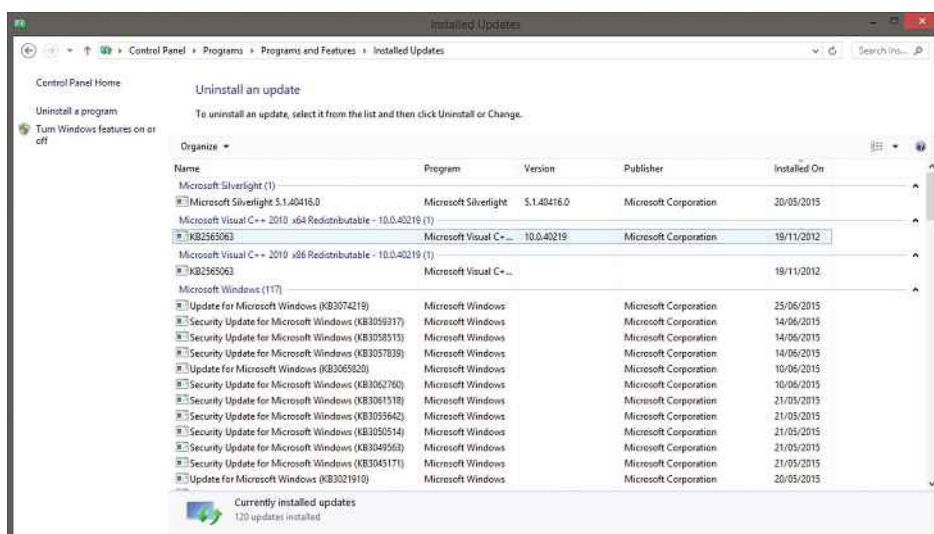 Installed Updates
Control Panel Programs Programs and Features Installed Updates
Search Ins...
Control Panel Home
Uninstall a program
Turn Windows features on or
off
Uninstall an update
To uninstall an update, select it from the list and then click Uninstall or Change.
Organize
Name Program Version Publisher Installed On
Microsoft Silverlight (1)
Microsoft Silverlight 5.1.40416.0 Microsoft Silverlight 5.1.40416.0 Microsoft Corporation 20/05/2015
Microsoft Visual C++ 2010 x64 Redistributable - 10.0.40219 (1)
KB2565063 Microsoft Visual C+... 10.0.40219 Microsoft Corporation 19/11/2012
Microsoft Visual C++ 2010 x86 Redistributable - 10.0.40219 (1)
KB2565063 Microsoft Visual C+... 19/11/2012
Microsoft Windows (117)
Update for Microsoft Windows (KB3074219) Microsoft Windows Microsoft Corporation 25/06/2015
Security Update for Microsoft Windows (KB3059317) Microsoft Windows Microsoft Corporation 14/06/2015
Security Update for Microsoft Windows (KB3058515) Microsoft Windows Microsoft Corporation 14/06/2015
Security Update for Microsoft Windows (KB3057839) Microsoft Windows Microsoft Corporation 14/06/2015
Update for Microsoft Windows (KB3065820) Microsoft Windows Microsoft Corporation 10/06/2015
Security Update for Microsoft Windows (KB3062760) Microsoft Windows Microsoft Corporation 10/06/2015
Security Update for Microsoft Windows (KB3061518) Microsoft Windows Microsoft Corporation 21/05/2015
Security Update for Microsoft Windows (KB3055642) Microsoft Windows Microsoft Corporation 21/05/2015
Security Update for Microsoft Windows (KB3050514) Microsoft Windows Microsoft Corporation 21/05/2015
Security Update for Microsoft Windows (KB3049563) Microsoft Windows Microsoft Corporation 21/05/2015
Security Update for Microsoft Windows (KB3045171) Microsoft Windows Microsoft Corporation 21/05/2015
Update for Microsoft Windows (KB3021910) Microsoft Windows Microsoft Corporation 20/05/2015
Currently installed updates
120 updates installed